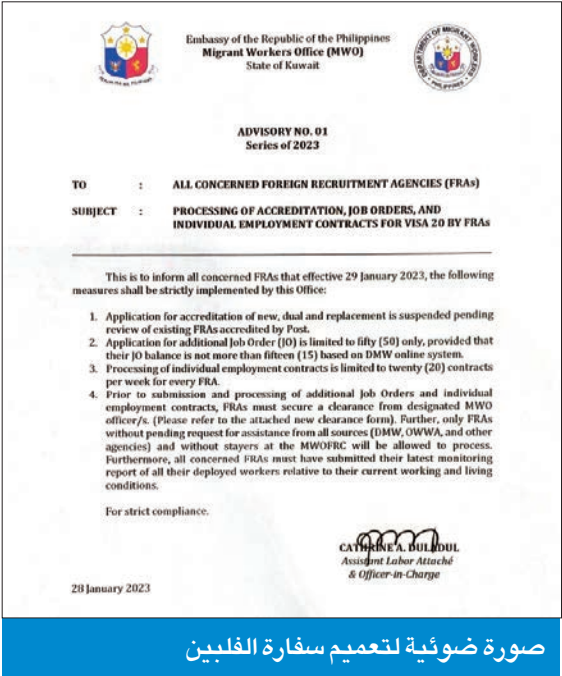 Embassy of the Republic of the Philippines
Migrant Workers Office (MWO)
State of Kuwait
DEPARTMENT OF MIGRANT WORKERS
PHILIPPINES
ADVISORY NO. 01
Series of 2023
TO : ALL CONCERNED FOREIGN RECRUITMENT AGENCIES (FRAs)
SUBJECT : PROCESSING OF ACCREDITATION, JOB ORDERS, AND
INDIVIDUAL EMPLOYMENT CONTRACTS FOR VISA 20 BY FRAs
This is to inform all concerned FRAs that effective 29 January 2023, the following
measures shall be strictly implemented by this Office:
1. Application for accreditation of new, dual and replacement is suspended pending
review of existing FRAs accredited by Post.
2. Application for additional Job Order (JO) is limited to fifty (50) only, provided that
their JO balance is not more than fifteen (15) based on DMW online system.
3. Processing of individual employment contracts is limited to twenty (20) contracts
per week for every FRA.
4. Prior to submission and processing of additional Job Orders and individual
employment contracts, FRAs must secure a clearance from designated MWO
officer/s. (Please refer to the attached new clearance form). Further, only FRAs
without pending request for assistance from all sources (DMW, OWWA, and other
agencies) and without stayers at the MWOFRC will be allowed to process.
Furthermore, all concerned FRAs must have submitted their latest monitoring
report of all their deployed workers relative to their current working and living
conditions.
For strict compliance.
CATHRINE A. DULADUL
Assistant Labor Attaché
& Officer-in-Charge
28 January 2023
صورة ضوئية لتعميم سفارة الفلبين